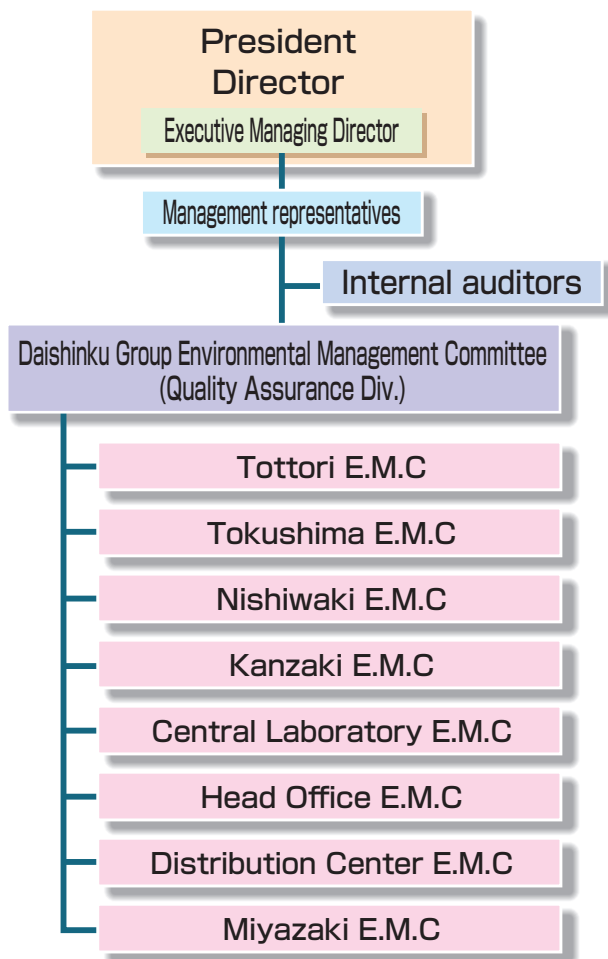 President
Director
Executive Managing Director
Management representatives
Internal auditors
Daishinku Group Environmental Management Committee
(Quality Assurance Div.)
Tottori E.M.C
Tokushima E.M.C
Nishiwaki E.M.C
Kanzaki E.M.C
Central Laboratory E.M.C
Head Office E.M.C
Distribution Center E.M.C
Miyazaki E.M.C